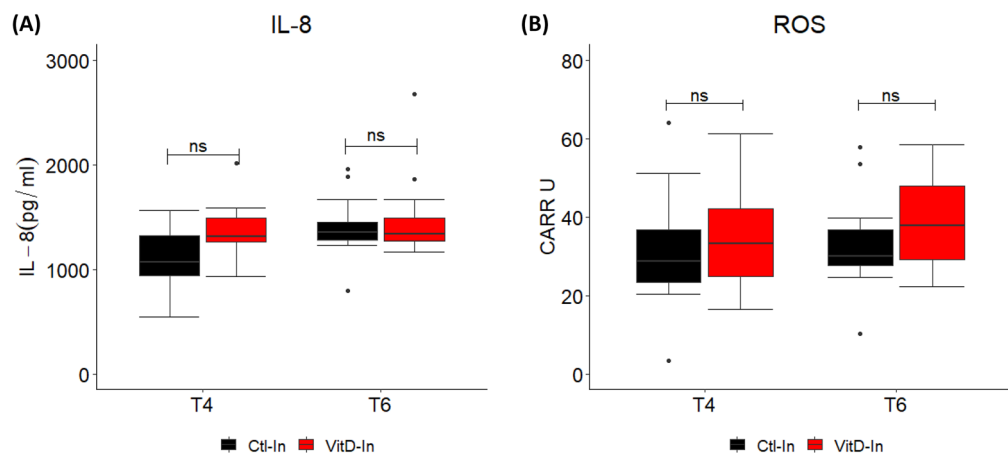 (A) IL-8
3000
2000
1000
0
IL−8(pg/ml)
ns
ns
T4 T6
Ctl-In VitD-In
(B) ROS
80
60
40
20
0
CARR U
ns
ns
T4 T6
Ctl-In VitD-In